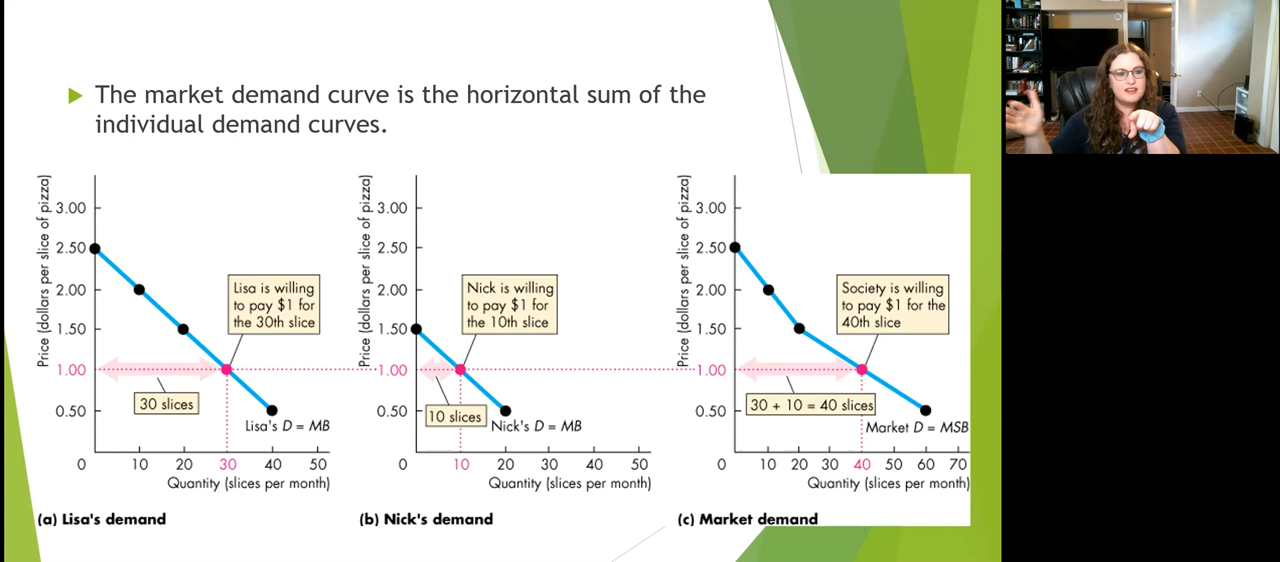 The market demand curve is the horizontal sum of the
individual demand curves.
Price (dollars per slice of pizza)
3.00
2.50
2.00
1.50
1.00
0.50
0
10
20
30
40
50
Lisa is willing
to pay $1 for
the 30th slice
30 slices
Lisa's D = MB
Quantity (slices per month)
(a) Lisa's demand
Price (dollars per slice of pizza)
3.00
2.50
2.00
1.50
1.00
0.50
0
10
20
30
40
50
Nick is willing
to pay $1 for
the 10th slice
10 slices
Nick's D = MB
Quantity (slices per month)
(b) Nick's demand
Price (dollars per slice of pizza)
3.00
2.50
2.00
1.50
1.00
0.50
0
10
20
30
40
50
60
70
Society is willing
to pay $1 for the
40th slice
30 + 10 = 40 slices
Market D = MSB
Quantity (slices per month)
(c) Market demand